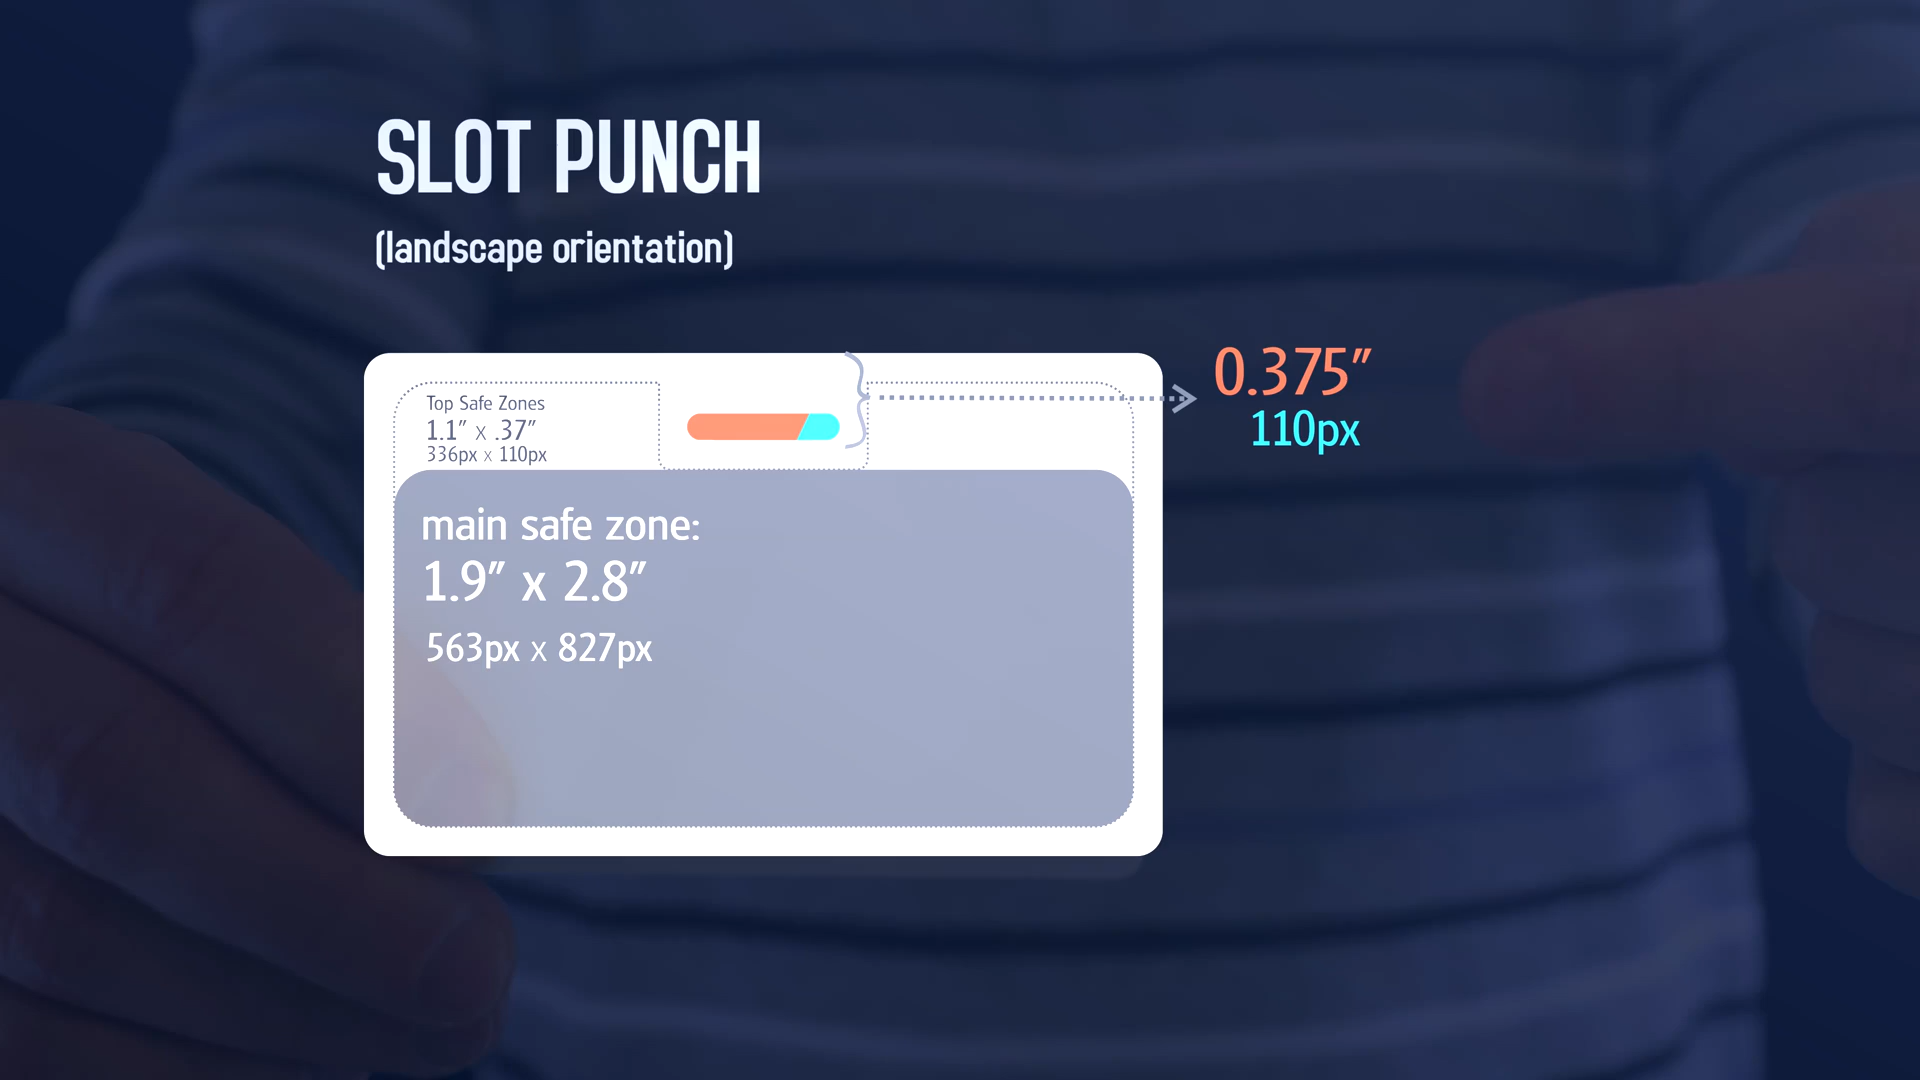 SLOT PUNCH
(landscape orientation)
0.375”
110px
Top Safe Zones
1.1” x .37”
336px x 110px
main safe zone:
1.9” x 2.8”
563px x 827px